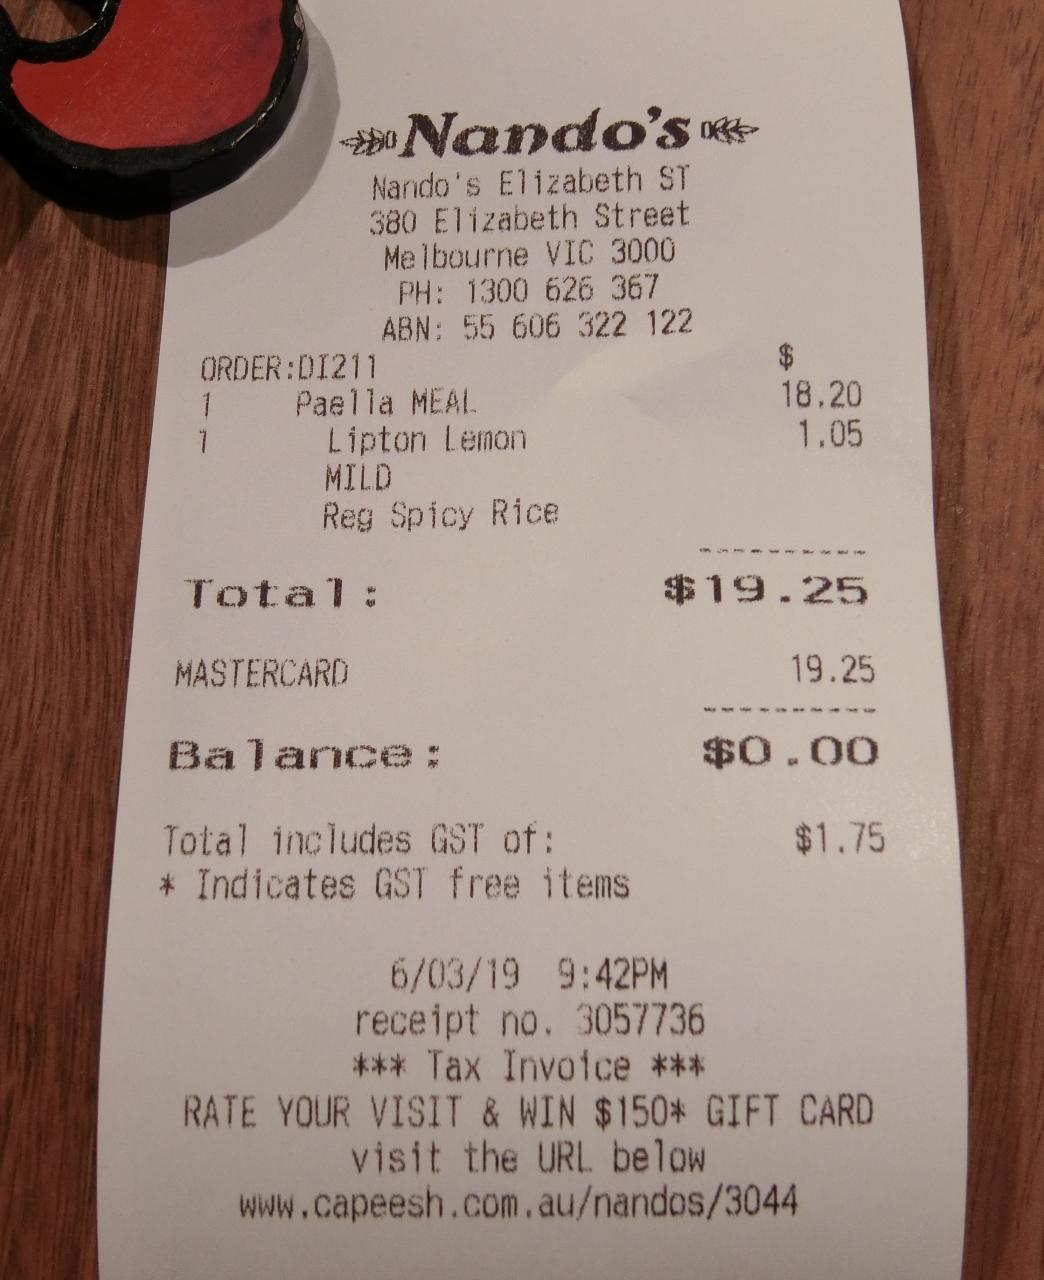 Nando's
Nando's Elizabeth ST
380 Elizabeth Street
Melbourne VIC 3000
PH: 1300 626 367
ABN: 55 606 322 122
ORDER:DI211 $
1 Paella MEAL 18.20
1 Lipton Lemon 1.05
MILD
Reg Spicy Rice
Total: $19.25
MASTERCARD 19.25
Balance: $0.00
Total includes GST of: $1.75
* Indicates GST free items
6/03/19 9:42PM
receipt no. 3057736
*** Tax Invoice ***
RATE YOUR VISIT & WIN $150* GIFT CARD
visit the URL below
www.capeesh.com.au/nandos/3044